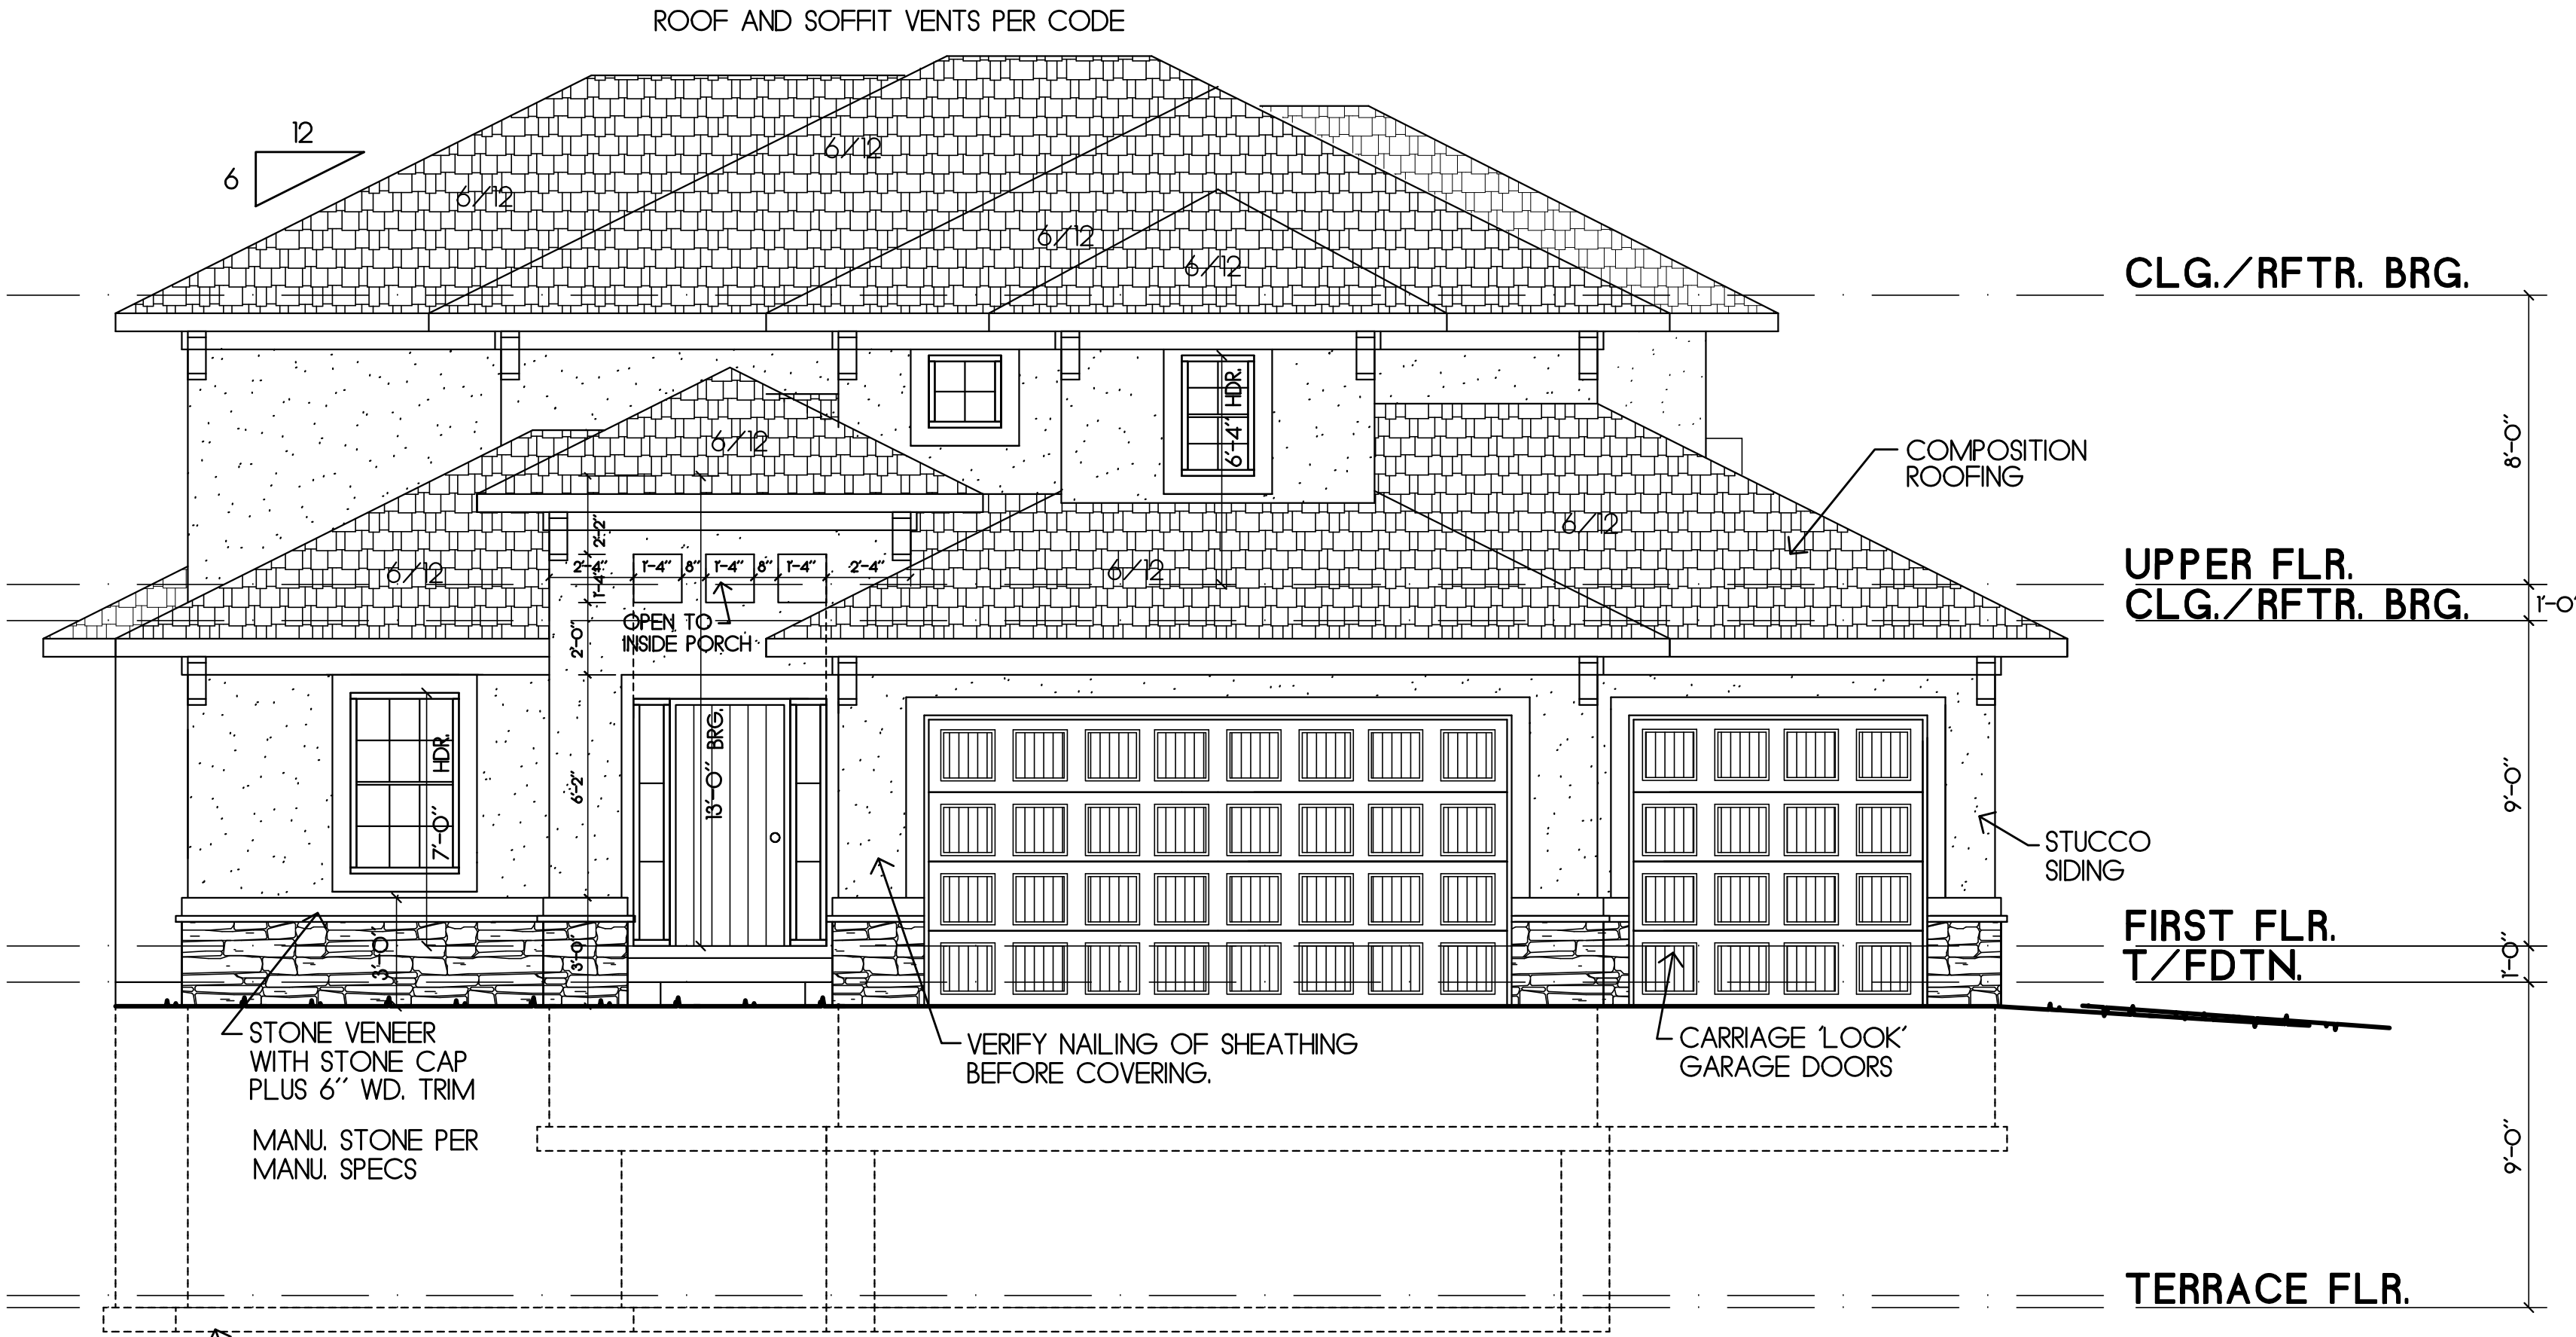 ROOF AND SOFFIT VENTS PER CODE
12
6
6/12
6/12
6/12
6/12
CLG./RFTR. BRG.
6'-4" HDR.
8'-0"
6/12
COMPOSITION
ROOFING
6/12
6/12
6/12
2'-2"
2'-4"
1'-4"
8"
1'-4"
8"
1'-4"
2'-4"
1'-4"
OPEN TO
INSIDE PORCH
2'-0"
UPPER FLR.
CLG./RFTR. BRG.
1'-0"
7'-0" HDR.
6'-2"
13'-0" BRG.
9'-0"
STUCCO
SIDING
3'-0"
3'-0"
FIRST FLR.
T/FDTN.
1'-0"
STONE VENEER
WITH STONE CAP
PLUS 6" WD. TRIM
MANU. STONE PER
MANU. SPECS
VERIFY NAILING OF SHEATHING
BEFORE COVERING.
CARRIAGE 'LOOK'
GARAGE DOORS
9'-0"
TERRACE FLR.